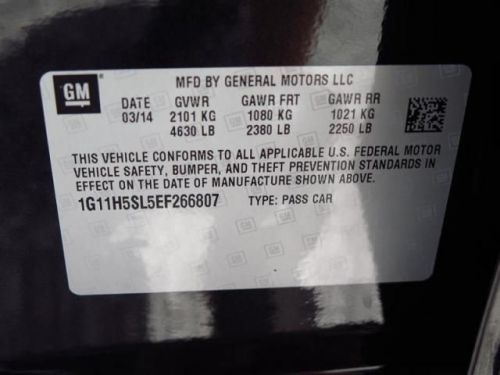 GM
MFD BY GENERAL MOTORS LLC
DATE GVWR GAWR FRT GAWR RR
03/14 2101 KG 1080 KG 1021 KG
4630 LB 2380 LB 2250 LB
THIS VEHICLE CONFORMS TO ALL APPLICABLE U.S. FEDERAL MOTOR
VEHICLE SAFETY, BUMPER, AND THEFT PREVENTION STANDARDS IN
EFFECT ON THE DATE OF MANUFACTURE SHOWN ABOVE.
1G11H5SL5EF266807 TYPE: PASS CAR